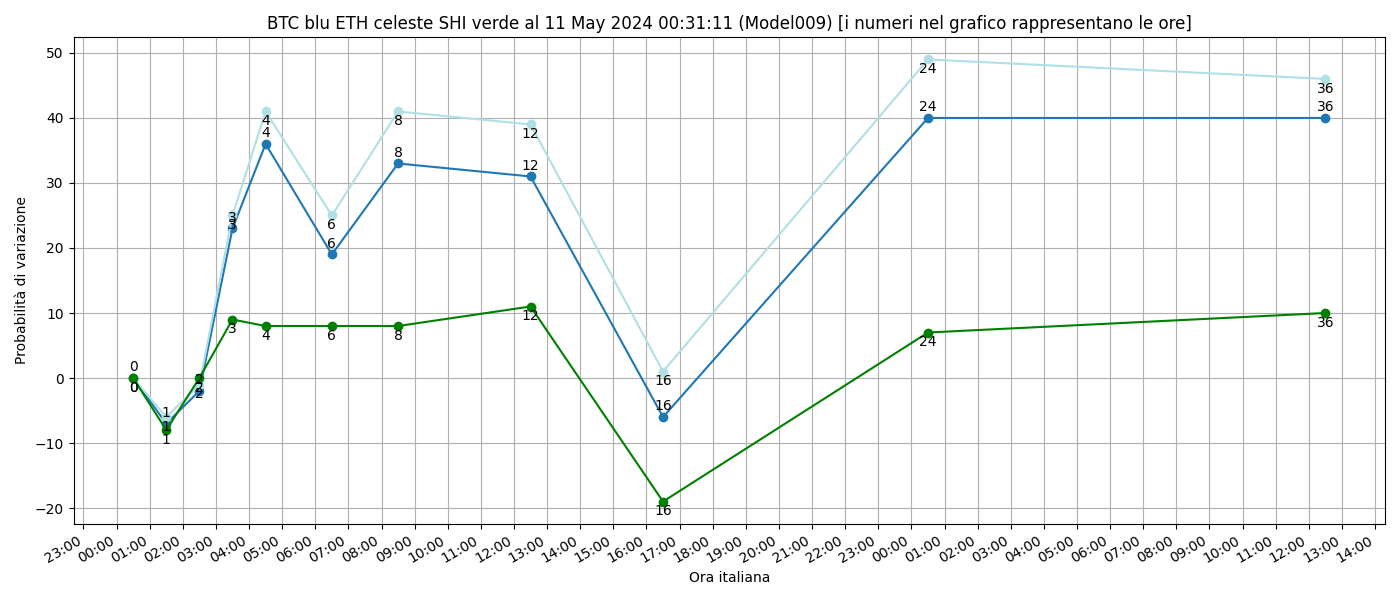 BTC blu ETH celeste SHI verde al 11 May 2024 00:31:11 (Model009) [i numeri nel grafico rappresentano le ore]
Probabilità di variazione
50
40
30
20
10
0
−10
−20
0 1 2 3 4 6 8 12 16 24 36
0 1 2 3 4 6 8 12 16 24 36
0 1 2 3 4 6 8 12 16 24 36
23:00 00:00 01:00 02:00 03:00 04:00 05:00 06:00 07:00 08:00 09:00 10:00 11:00 12:00 13:00 14:00 15:00 16:00 17:00 18:00 19:00 20:00 21:00 22:00 23:00 00:00 01:00 02:00 03:00 04:00 05:00 06:00 07:00 08:00 09:00 10:00 11:00 12:00 13:00 14:00
Ora italiana